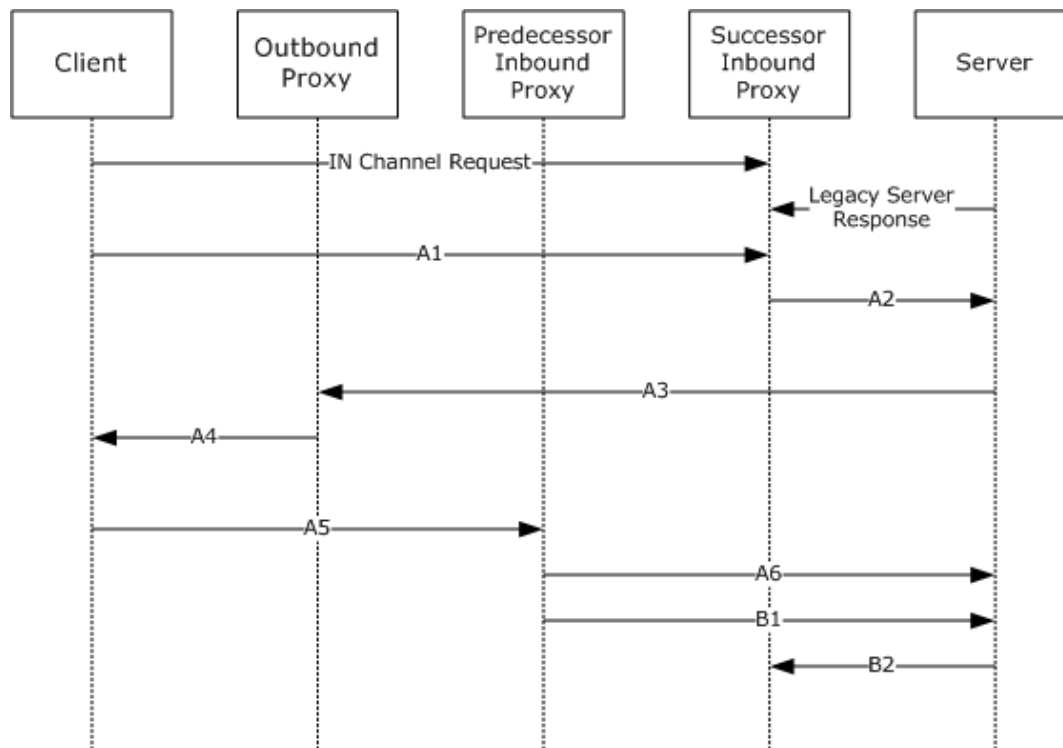 Client
Outbound
Proxy
Predecessor
Inbound
Proxy
Successor
Inbound
Proxy
Server
IN Channel Request
Legacy Server
Response
A1
A2
A3
A4
A5
A6
B1
B2